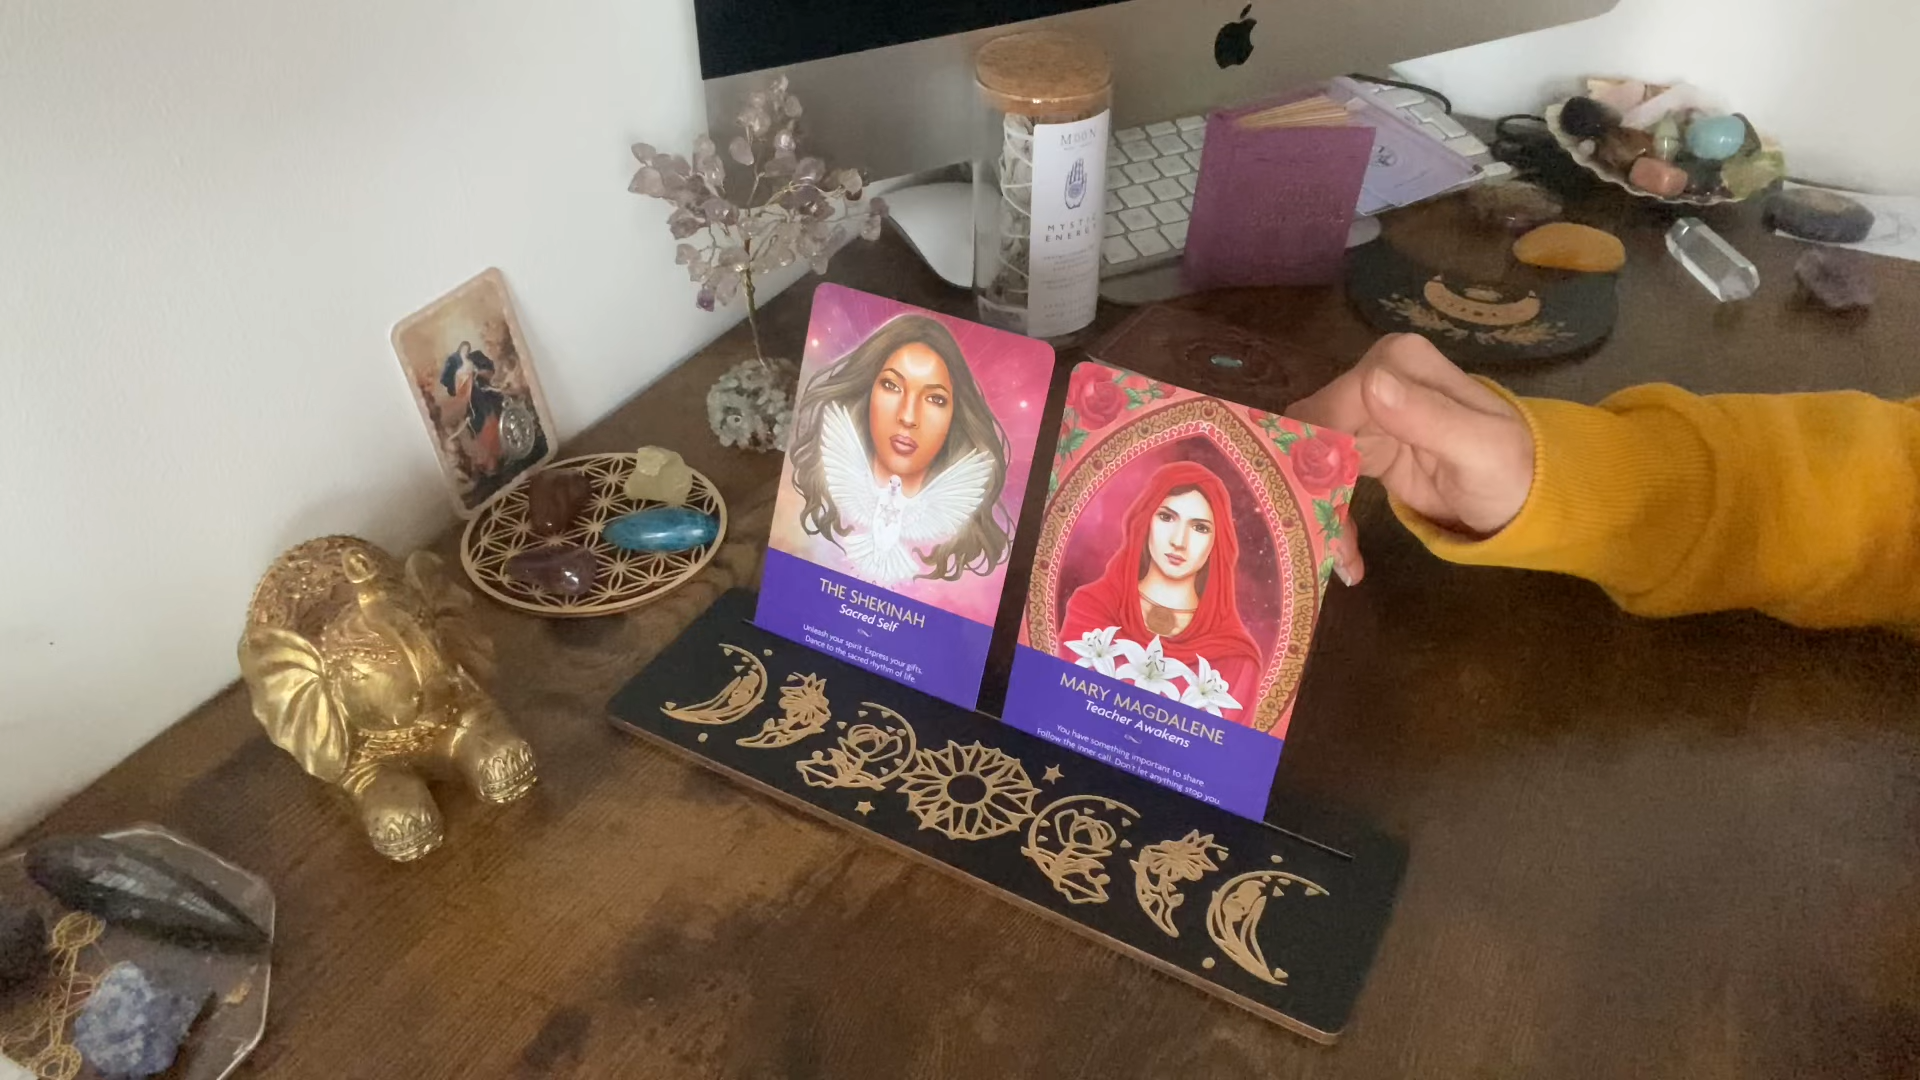 MOON
MYSTIC
ENERGY
THE SHEKINAH
Sacred Self
Unleash your spirit. Express your gifts.
Dance to the sacred rhythm of life.
MARY MAGDALENE
Teacher Awakens
You have something important to share.
Follow the inner call. Don't let anything stop you.